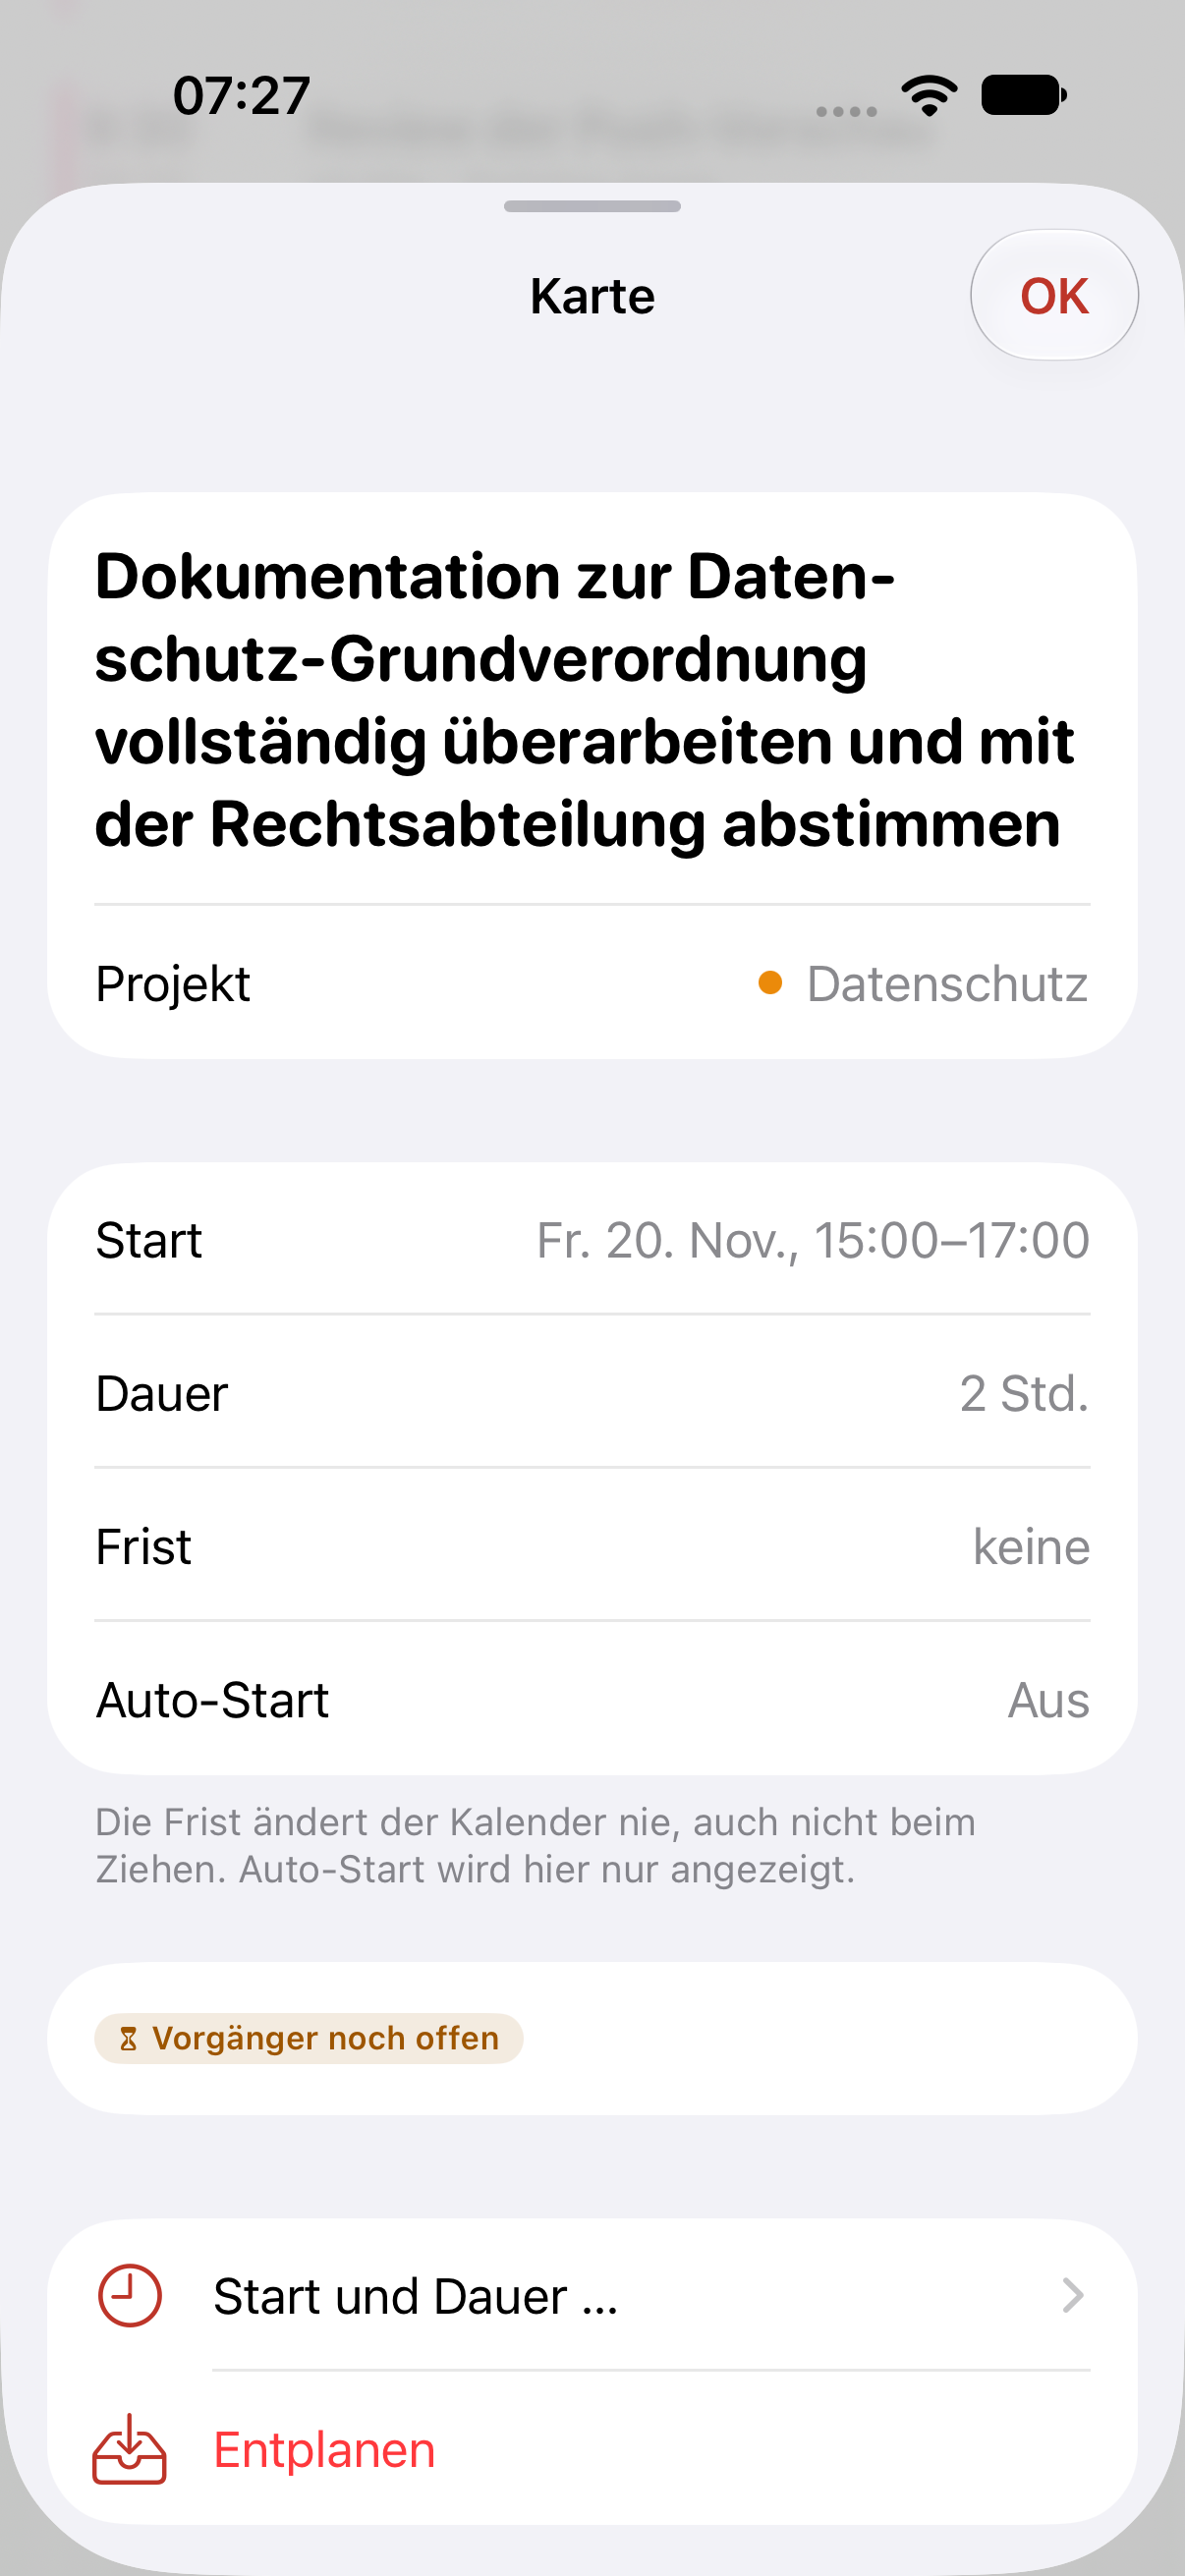 07:27
Karte
OK
Dokumentation zur Daten-
schutz-Grundverordnung
vollständig überarbeiten und mit
der Rechtsabteilung abstimmen
Projekt Datenschutz
Start Fr. 20. Nov., 15:00–17:00
Dauer 2 Std.
Frist keine
Auto-Start Aus
Die Frist ändert der Kalender nie, auch nicht beim
Ziehen. Auto-Start wird hier nur angezeigt.
Vorgänger noch offen
Start und Dauer ...
Entplanen